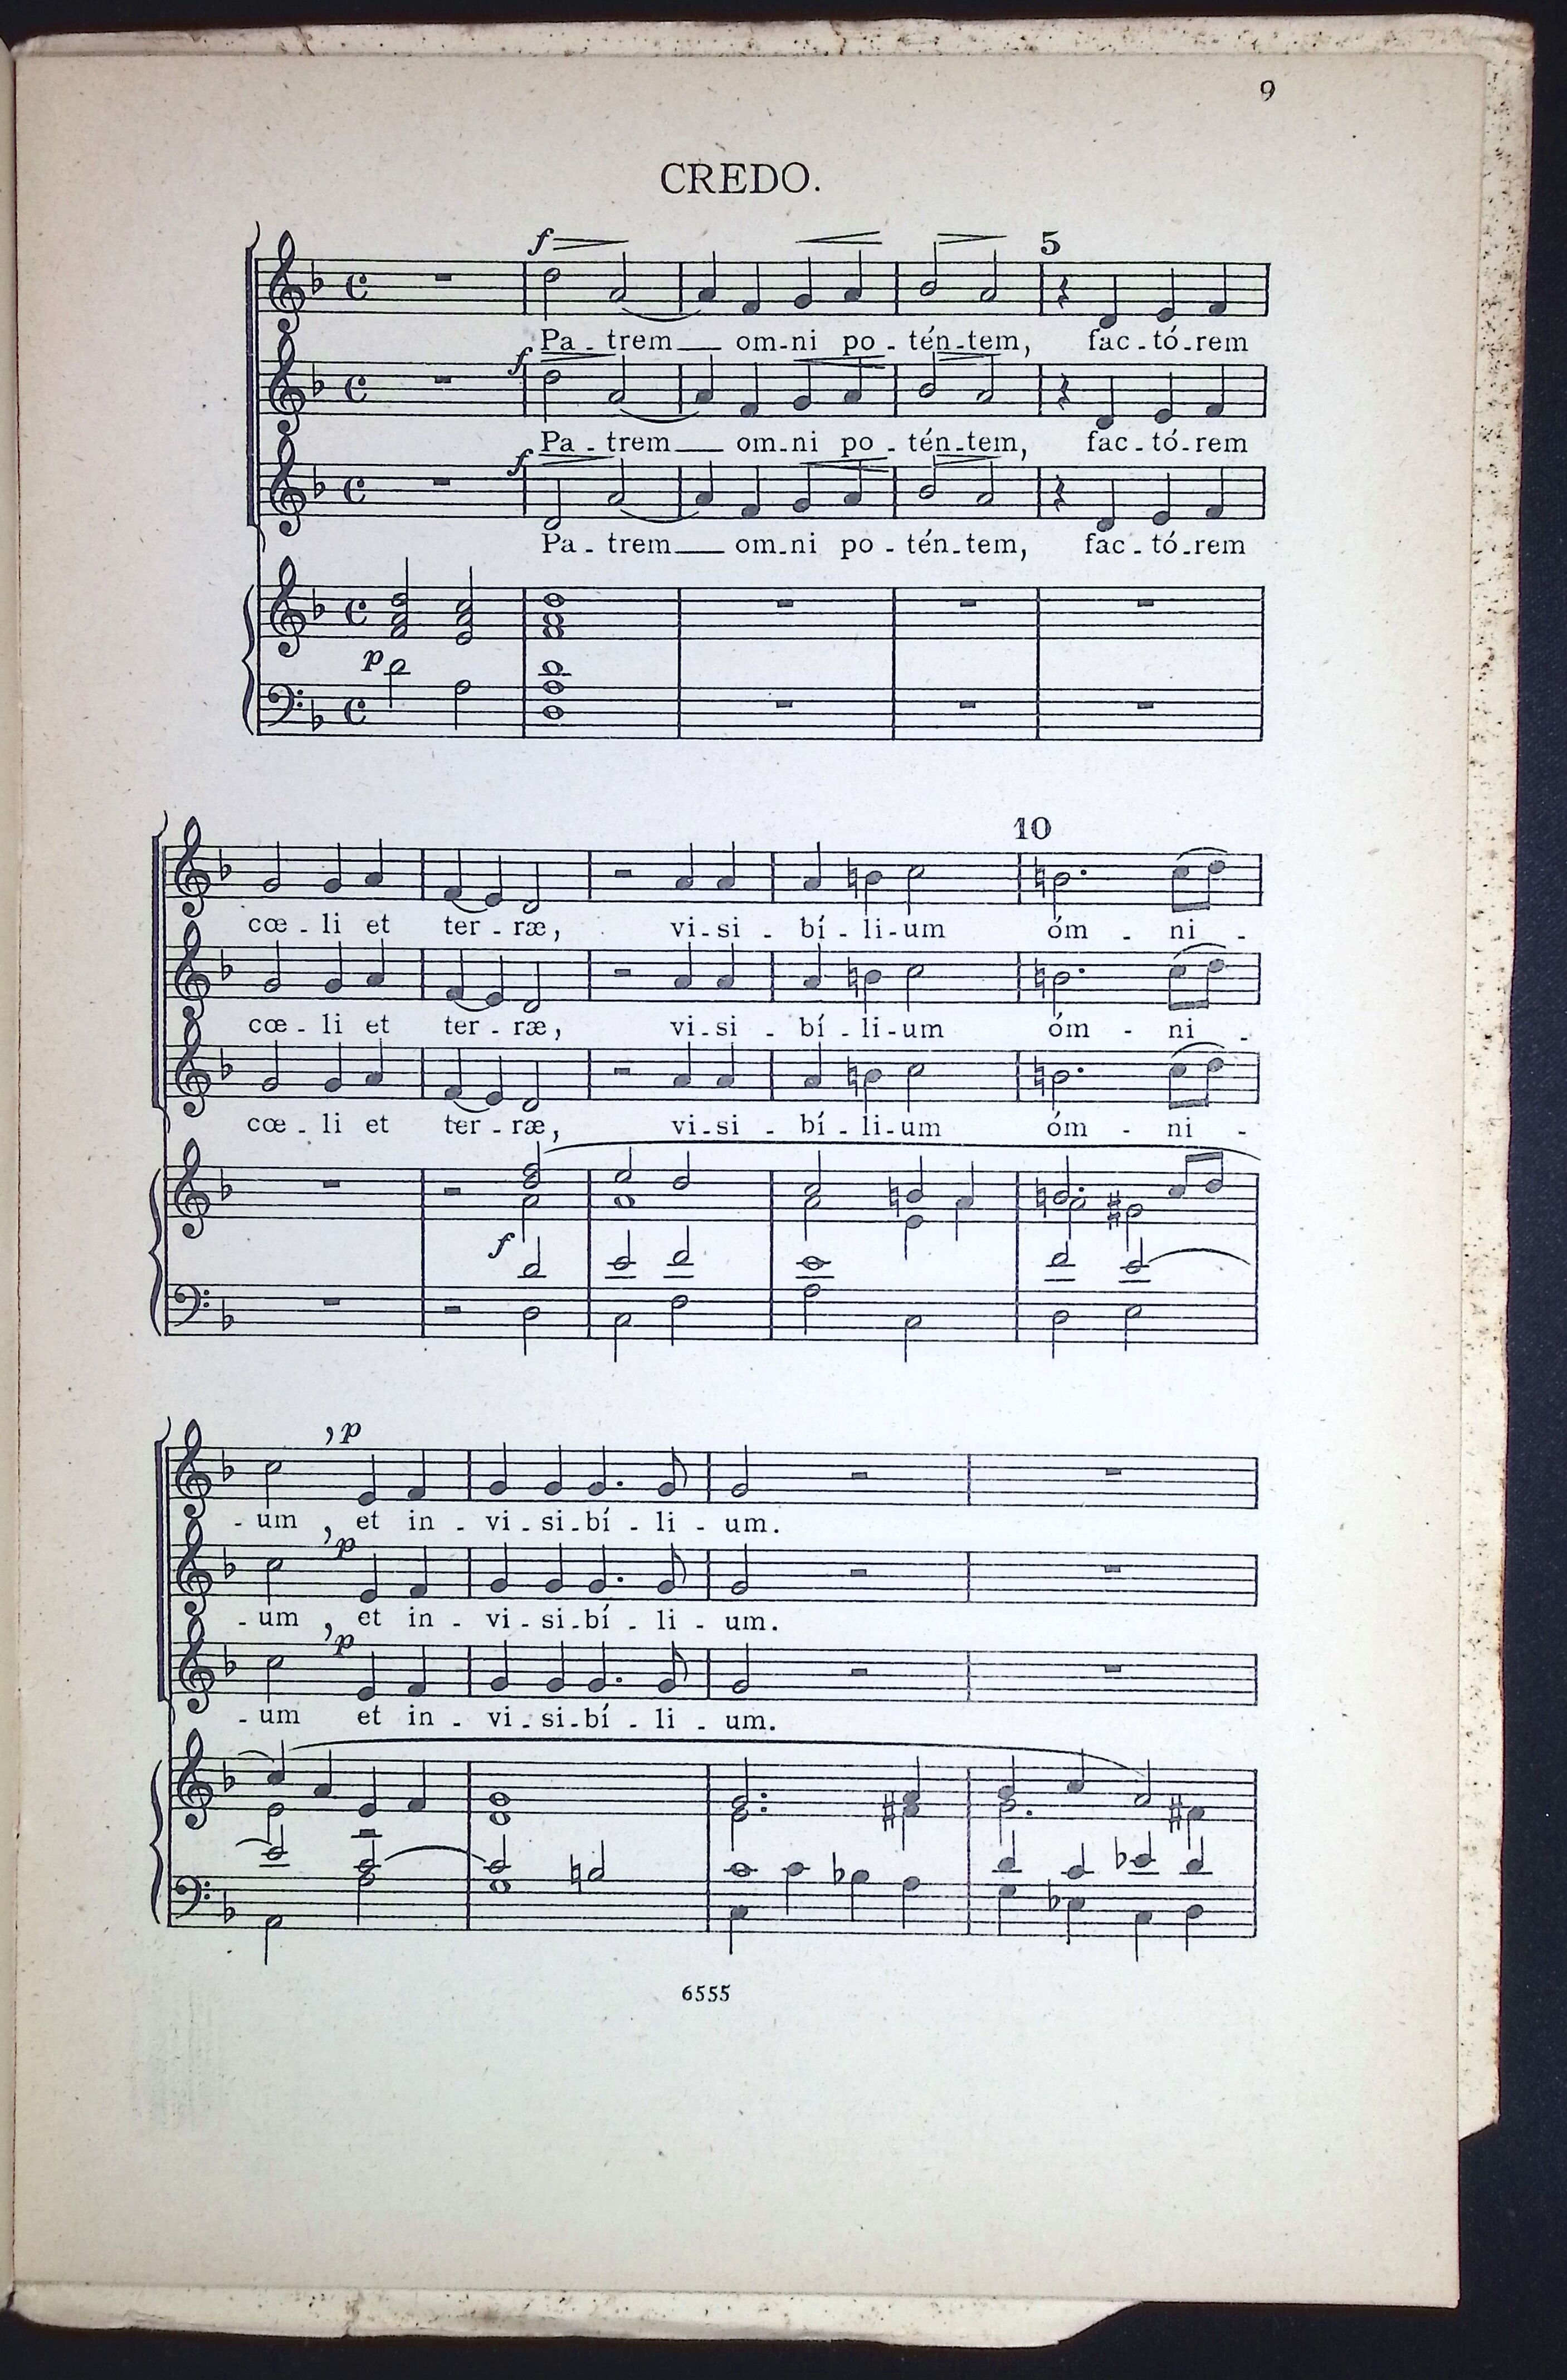 9
CREDO.
f 5
Pa - trem om - ni po - tén - tem, fac - tó - rem
f
Pa - trem om - ni po - tén - tem, fac - tó - rem
f
Pa - trem om - ni po - tén - tem, fac - tó - rem
p
10
cœ - li et ter - ræ, vi - si - bí - li - um óm - ni -
cœ - li et ter - ræ, vi - si - bí - li - um óm - ni -
cœ - li et ter - ræ, vi - si - bí - li - um óm - ni -
f
, p
- um , et in - vi - si - bí - li - um.
p
- um , et in - vi - si - bí - li - um.
p
- um et in - vi - si - bí - li - um.
6555